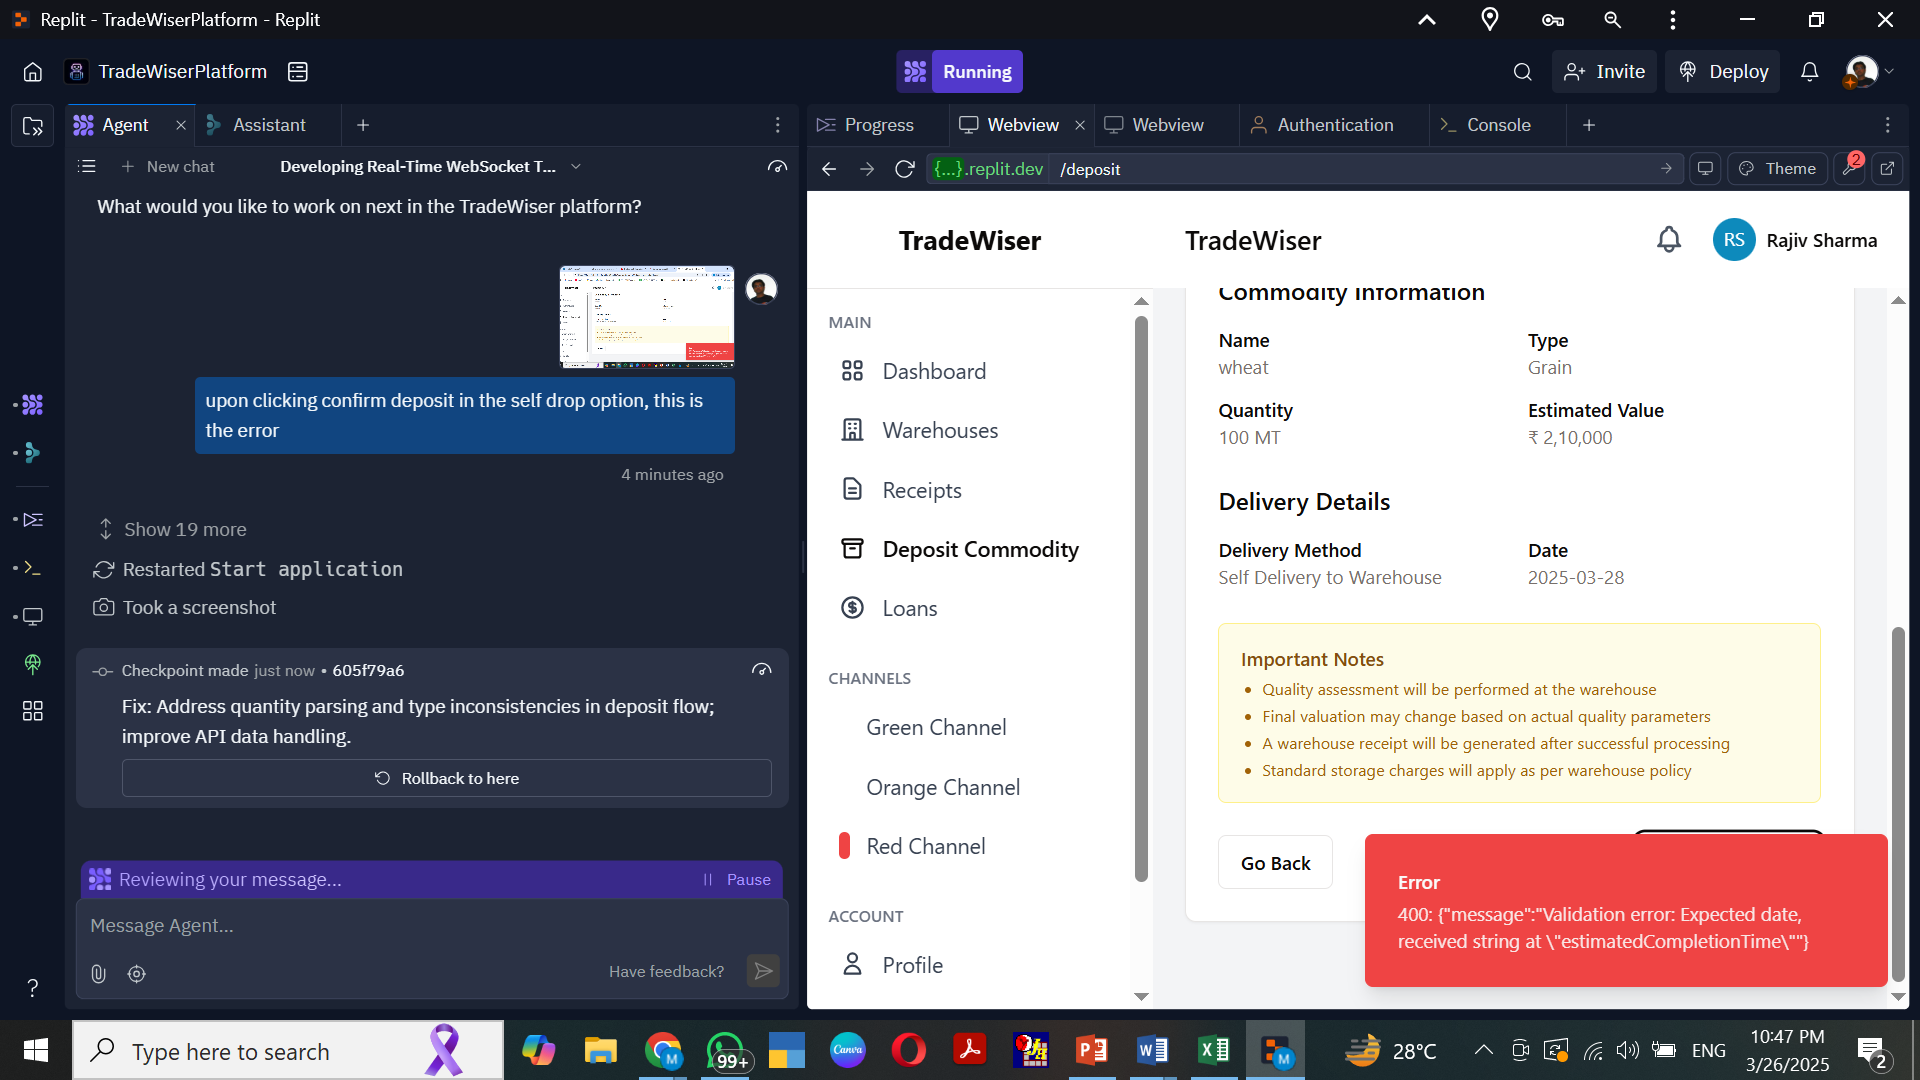 Replit - TradeWiserPlatform - Replit
TradeWiserPlatform
Running
Invite
Deploy
Agent
Assistant
Progress
Webview
Webview
Authentication
Console
New chat
Developing Real-Time WebSocket T...
{...}.replit.dev
/deposit
Theme
2
What would you like to work on next in the TradeWiser platform?
upon clicking confirm deposit in the self drop option, this is
the error
4 minutes ago
Show 19 more
Restarted Start application
Took a screenshot
Checkpoint made just now • 605f79a6
Fix: Address quantity parsing and type inconsistencies in deposit flow;
improve API data handling.
Rollback to here
Reviewing your message...
Pause
Message Agent...
Have feedback?
?
TradeWiser
TradeWiser
RS
Rajiv Sharma
MAIN
Dashboard
Warehouses
Receipts
Deposit Commodity
Loans
CHANNELS
Green Channel
Orange Channel
Red Channel
ACCOUNT
Profile
Commodity Information
Name
Type
wheat
Grain
Quantity
Estimated Value
100 MT
₹ 2,10,000
Delivery Details
Delivery Method
Date
Self Delivery to Warehouse
2025-03-28
Important Notes
• Quality assessment will be performed at the warehouse
• Final valuation may change based on actual quality parameters
• A warehouse receipt will be generated after successful processing
• Standard storage charges will apply as per warehouse policy
Go Back
Error
400: {"message":"Validation error: Expected date,
received string at \"estimatedCompletionTime\""}
Type here to search
M
99+
Canva
M
28°C
ENG
10:47 PM
3/26/2025
2